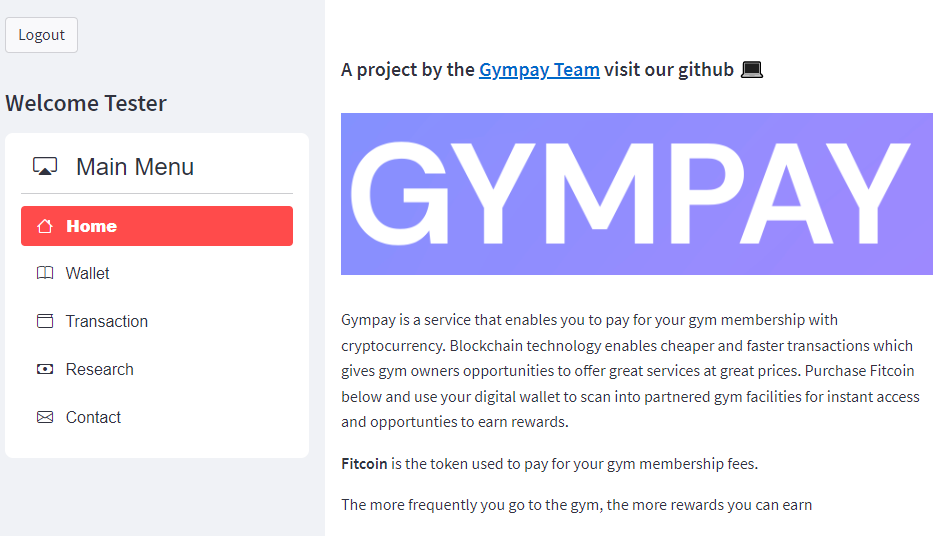 Logout
Welcome Tester
Main Menu
Home
Wallet
Transaction
Research
Contact
A project by the Gympay Team visit our github
GYMPAY
Gympay is a service that enables you to pay for your gym membership with
cryptocurrency. Blockchain technology enables cheaper and faster transactions which
gives gym owners opportunities to offer great services at great prices. Purchase Fitcoin
below and use your digital wallet to scan into partnered gym facilities for instant access
and opportunties to earn rewards.
Fitcoin is the token used to pay for your gym membership fees.
The more frequently you go to the gym, the more rewards you can earn